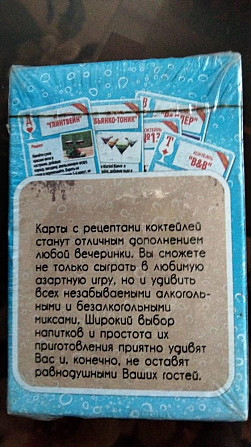 "ГЛИНТВЕЙН"
"БЬЯНКО-ТОНИК"
"B&B"
Карты с рецептами коктейлей
станут отличным дополнением
любой вечеринки. Вы сможете
не только сыграть в любимую
азартную игру, но и удивить
всех незабываемыми алкоголь-
ными и безалкогольными
миксами, Широкий выбор
напитков и простота их
приготовления приятно удивят
Вас и, конечно, не оставят
равнодушными Ваших гостей.